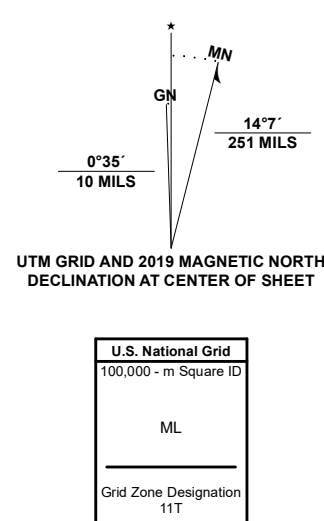 ★
MN
GN
14°7´
251 MILS
0°35´
10 MILS
UTM GRID AND 2019 MAGNETIC NORTH
DECLINATION AT CENTER OF SHEET
U.S. National Grid
100,000 - m Square ID
ML
Grid Zone Designation
11T